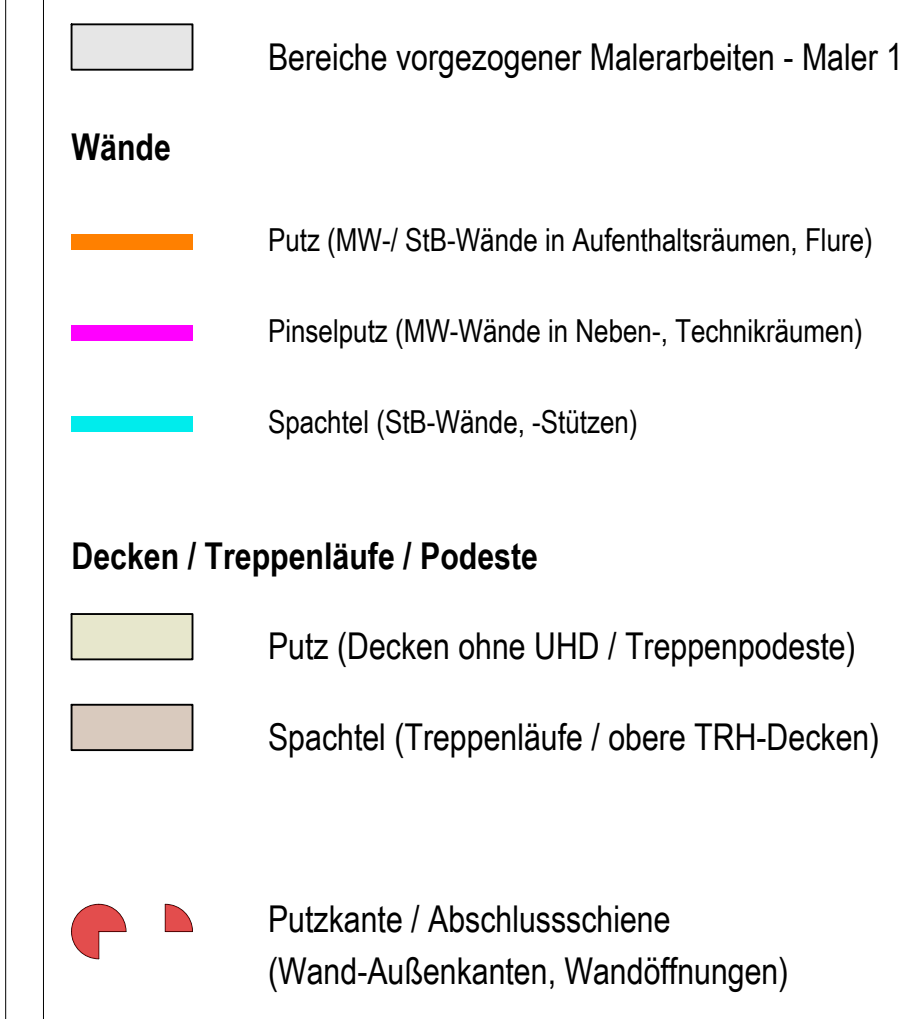 Bereiche vorgezogener Malerarbeiten - Maler 1
Wände
Putz (MW-/ StB-Wände in Aufenthaltsräumen, Flure)
Pinselputz (MW-Wände in Neben-, Technikräumen)
Spachtel (StB-Wände, -Stützen)
Decken / Treppenläufe / Podeste
Putz (Decken ohne UHD / Treppenpodeste)
Spachtel (Treppenläufe / obere TRH-Decken)
Putzkante / Abschlussschiene
(Wand-Außenkanten, Wandöffnungen)